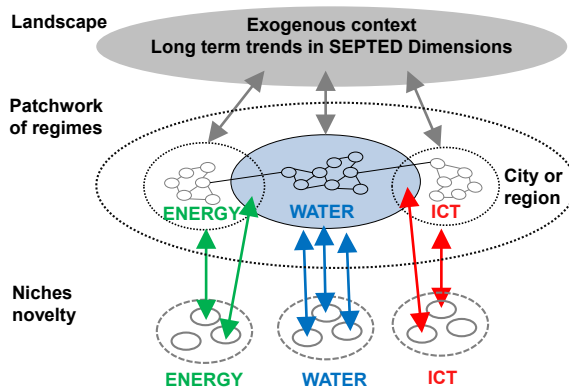 Landscape
Exogenous context
Long term trends in SEPTED Dimensions
Patchwork
of regimes
City or
region
ENERGY
WATER
ICT
Niches
novelty
ENERGY
WATER
ICT